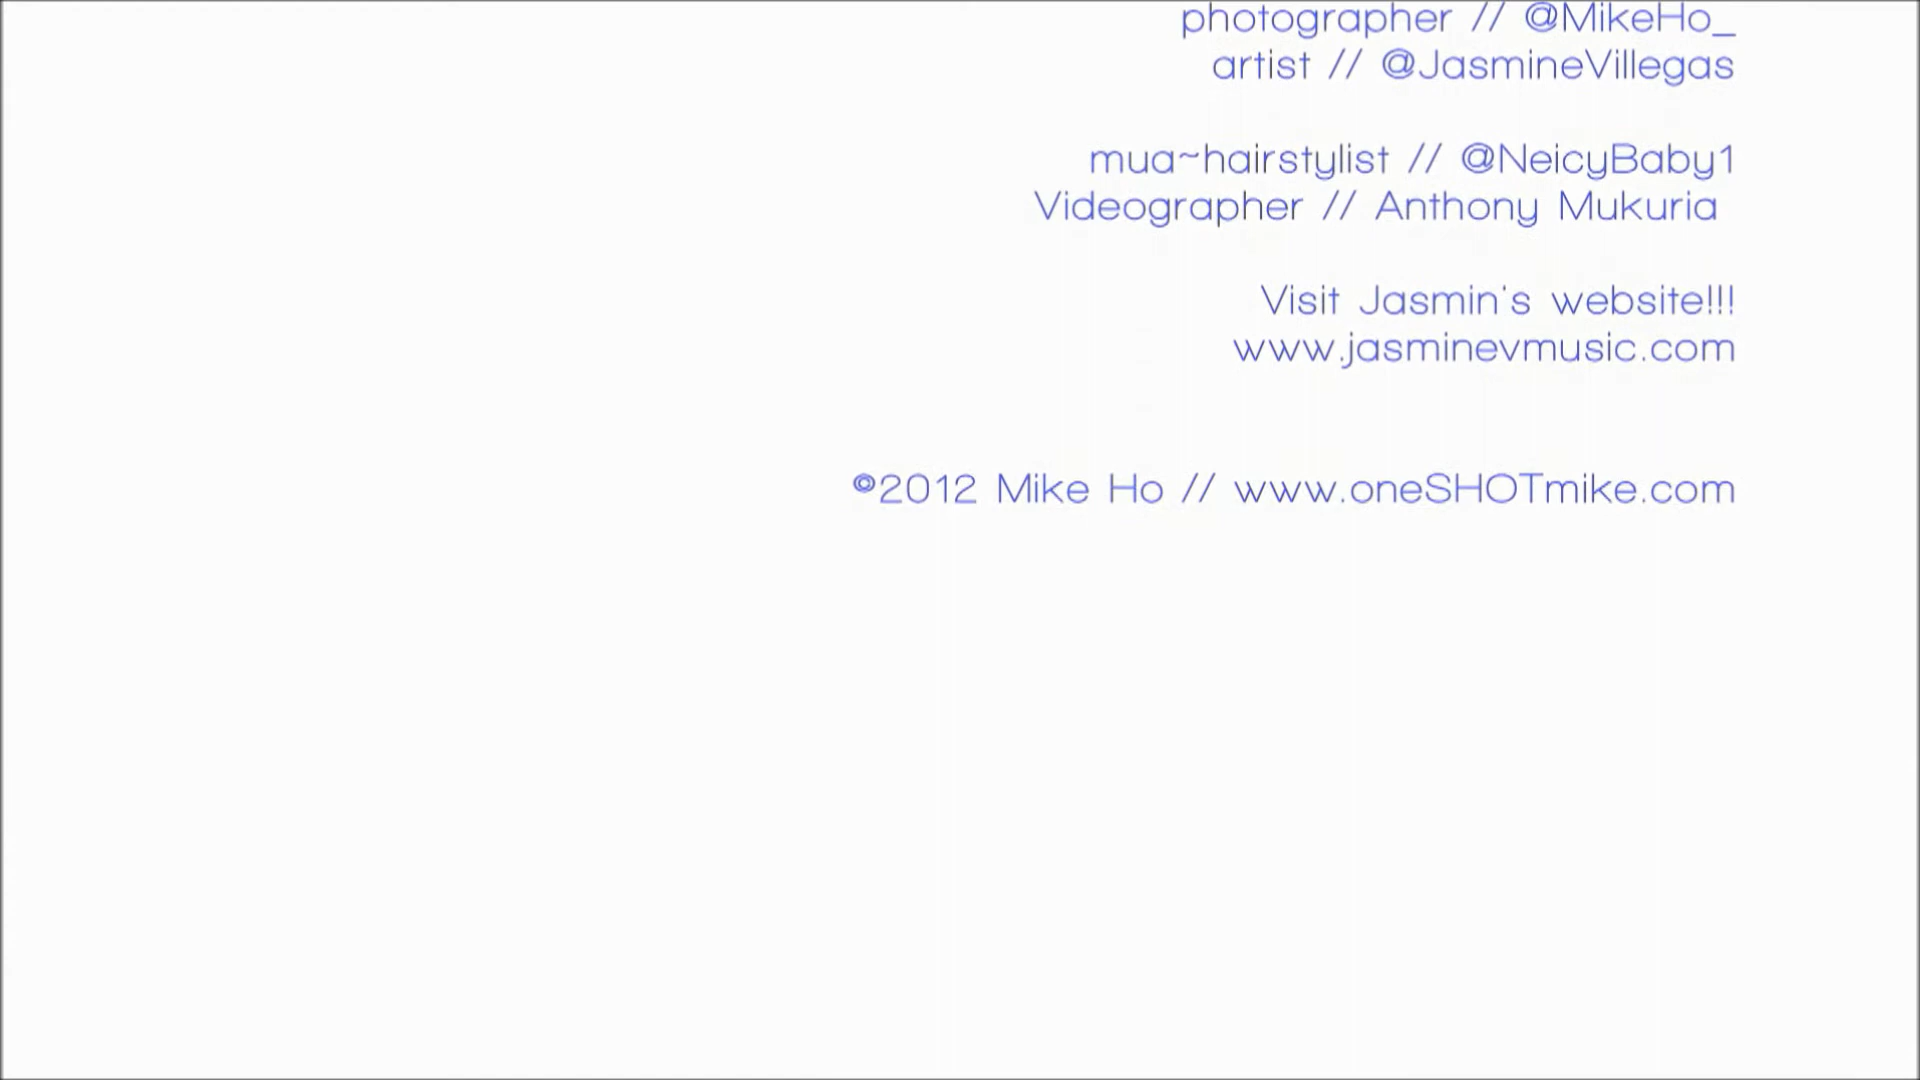 photographer // @MikeHo_
artist // @JasmineVillegas
mua~hairstylist // @NeicyBaby1
Videographer // Anthony Mukuria
Visit Jasmin's website!!!
www.jasminevmusic.com
©2012 Mike Ho // www.oneSHOTmike.com